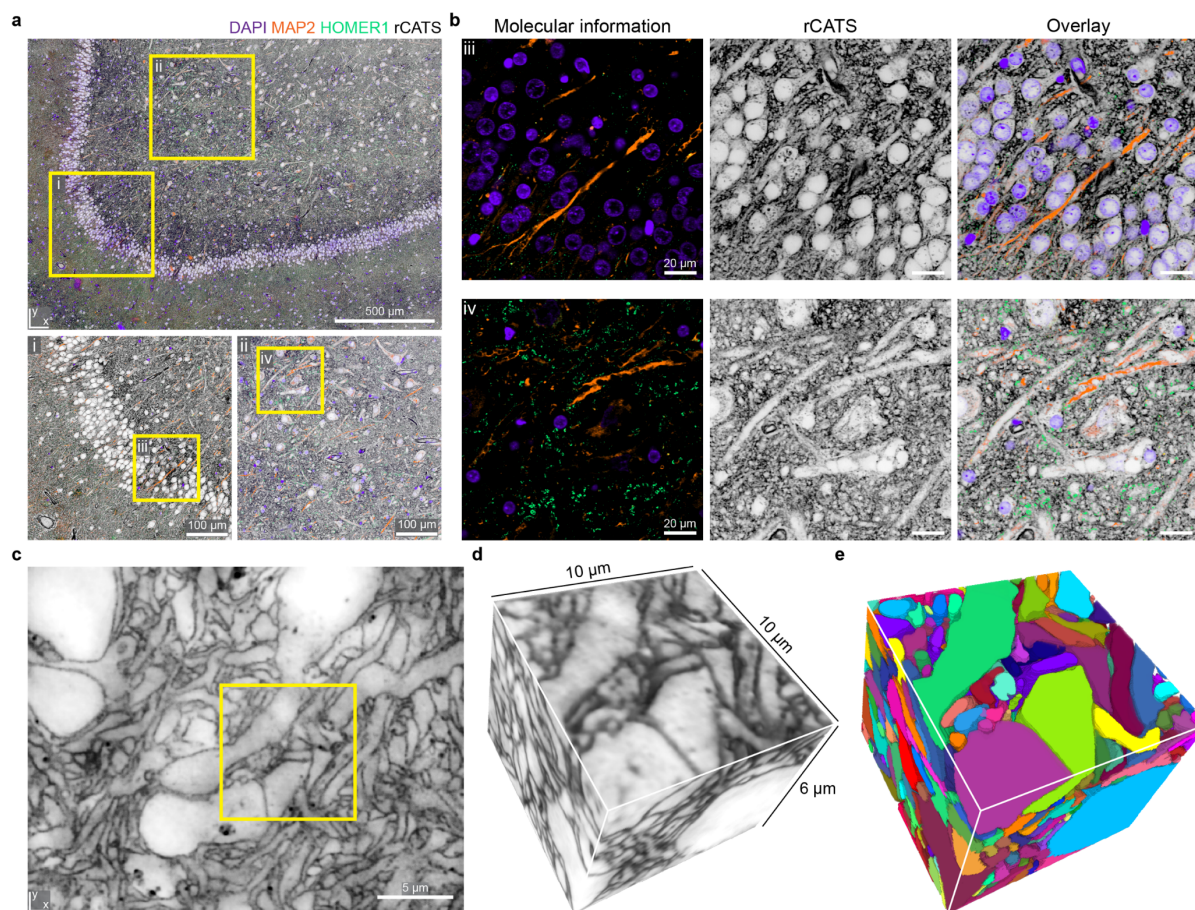 a
DAPI MAP2 HOMER1 rCATS
ii
i
y
x
500 µm
i
iii
100 µm
ii
iv
100 µm
b
Molecular information
rCATS
Overlay
iii
20 µm
iv
20 µm
c
y
x
5 µm
d
10 µm
10 µm
6 µm
e